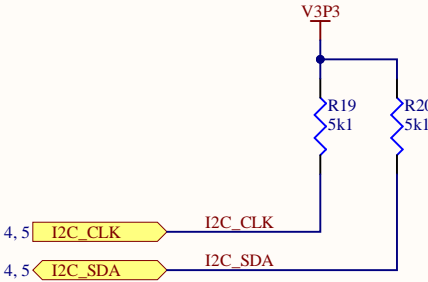 V3P3
R19
5k1
R20
5k1
I2C_CLK
4, 5 I2C_CLK
I2C_SDA
4, 5 I2C_SDA